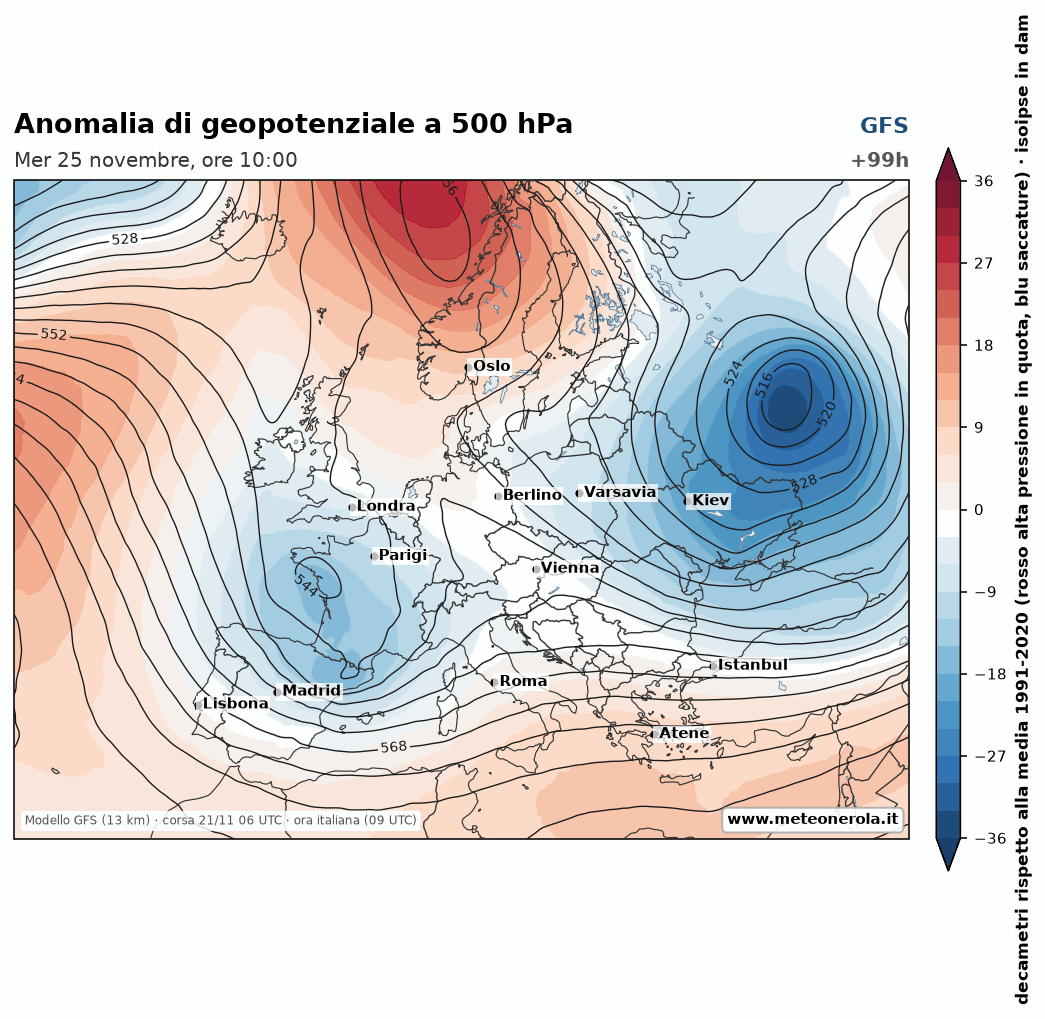 Anomalia di geopotenziale a 500 hPa
GFS
Mer 25 novembre, ore 10:00
+99h
528
552
4
56
Oslo
524
516
520
528
Londra
Berlino
Varsavia
Kiev
Parigi
Vienna
544
Madrid
Lisbona
Roma
Istanbul
Atene
568
Modello GFS (13 km) · corsa 21/11 06 UTC · ora italiana (09 UTC)
www.meteonerola.it
36
27
18
9
0
−9
−18
−27
−36
decametri rispetto alla media 1991-2020 (rosso alta pressione in quota, blu saccature) · isoipse in dam